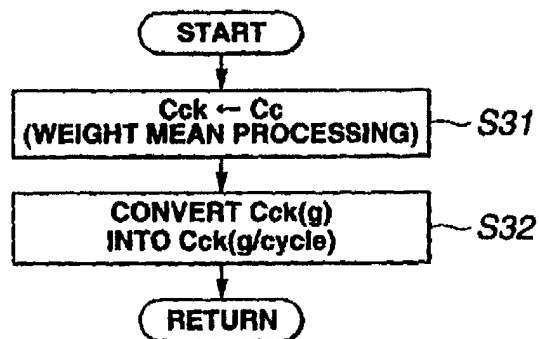 START
Cck ← Cc
(WEIGHT MEAN PROCESSING)
S31
CONVERT Cck(g)
INTO Cck(g/cycle)
S32
RETURN